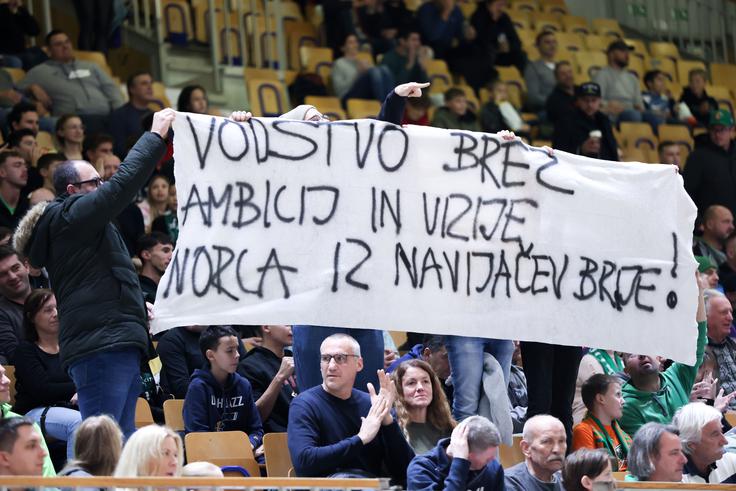 VODSTVO BREZ
AMBICIJ IN VIZIJE
NORCA IZ NAVIJAČEV BRIJE!